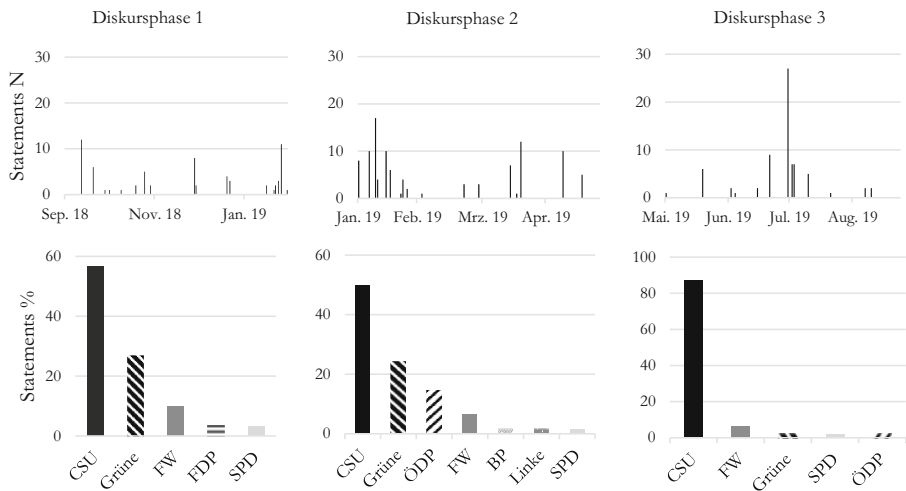 Diskursphase 1 Diskursphase 2 Diskursphase 3
Statements N
30
20
10
0
Sep. 18 Nov. 18 Jan. 19
30
20
10
0
Jan. 19 Feb. 19 Mrz. 19 Apr. 19
30
20
10
0
Mai. 19 Jun. 19 Jul. 19 Aug. 19
Statements %
60
40
20
0
CSU Grüne FW FDP SPD
60
40
20
0
CSU Grüne ÖDP FW BP Linke SPD
100
80
60
40
20
0
CSU FW Grüne SPD ÖDP